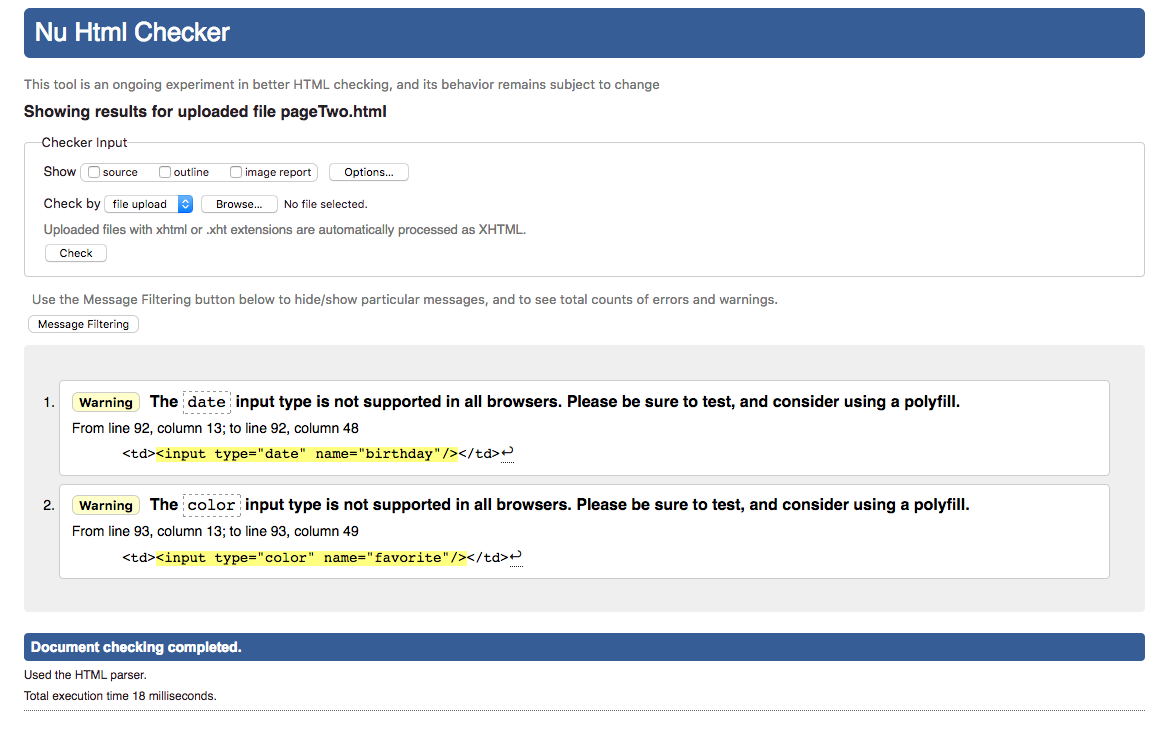 Nu Html Checker
This tool is an ongoing experiment in better HTML checking, and its behavior remains subject to change
Showing results for uploaded file pageTwo.html
Checker Input
Show source outline image report Options...
Check by file upload Browse... No file selected.
Uploaded files with xhtml or .xht extensions are automatically processed as XHTML.
Check
Use the Message Filtering button below to hide/show particular messages, and to see total counts of errors and warnings.
Message Filtering
1. Warning The date input type is not supported in all browsers. Please be sure to test, and consider using a polyfill.
From line 92, column 13; to line 92, column 48
<td><input type="date" name="birthday"/></td>↩
2. Warning The color input type is not supported in all browsers. Please be sure to test, and consider using a polyfill.
From line 93, column 13; to line 93, column 49
<td><input type="color" name="favorite"/></td>↩
Document checking completed.
Used the HTML parser.
Total execution time 18 milliseconds.